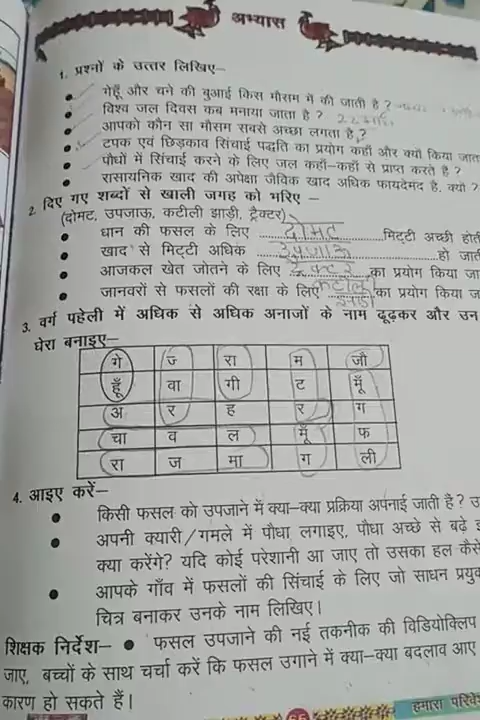 अभ्यास
1. प्रश्नों के उत्तर लिखिए–
गेहूँ और चने की बुआई किस मौसम में की जाती है ?
विश्व जल दिवस कब मनाया जाता है ? 22 मार्च
आपको कौन सा मौसम सबसे अच्छा लगता है ?
टपक एवं छिड़काव सिंचाई पद्धति का प्रयोग कहाँ और क्यों किया जात
पौधों में सिंचाई करने के लिए जल कहाँ-कहाँ से प्राप्त करते है ?
रासायनिक खाद की अपेक्षा जैविक खाद अधिक फायदेमंद है, क्यों ?
2. दिए गए शब्दों से खाली जगह को भरिए –
(दोमट, उपजाऊ, कटीली झाड़ी, ट्रैक्टर)
धान की फसल के लिए दोमट मिट्टी अच्छी होत
खाद से मिट्टी अधिक उपजाऊ हो जात
आजकल खेत जोतने के लिए ट्रेक्टर का प्रयोग किया जा
जानवरों से फसलों की रक्षा के लिए कटीली झाड़ी का प्रयोग किया ज
3. वर्ग पहेली में अधिक से अधिक अनाजों के नाम ढूढ़कर और उन
घेरा बनाइए–
गे ज रा म जौ
हूँ वा गी ट मूँ
अ र ह र ग
चा व ल मूँ फ
रा ज मा ग ली
4. आइए करें–
किसी फसल को उपजाने में क्या-क्या प्रक्रिया अपनाई जाती है ? उ
अपनी क्यारी/गमले में पौधा लगाइए, पौधा अच्छे से बढ़े इ
क्या करेंगे? यदि कोई परेशानी आ जाए तो उसका हल कैसे
आपके गाँव में फसलों की सिंचाई के लिए जो साधन प्रयुक
चित्र बनाकर उनके नाम लिखिए।
शिक्षक निर्देश– ● फसल उपजाने की नई तकनीक की विडियोक्लिप
जाए, बच्चों के साथ चर्चा करें कि फसल उगाने में क्या-क्या बदलाव आए
कारण हो सकते हैं।
हमारा परिवे